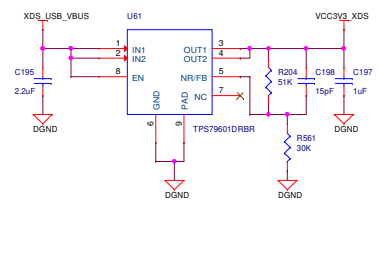 XDS_USB_VBUS
U61
VCC3V3_XDS
1
IN1
OUT1
3
2
IN2
OUT2
4
8
EN
NR/FB
5
NC
7
GND
PAD
6
9
TPS79601DRBR
C195
2.2uF
DGND
R204
51K
C198
15pF
C197
1uF
DGND
R561
30K
DGND
DGND